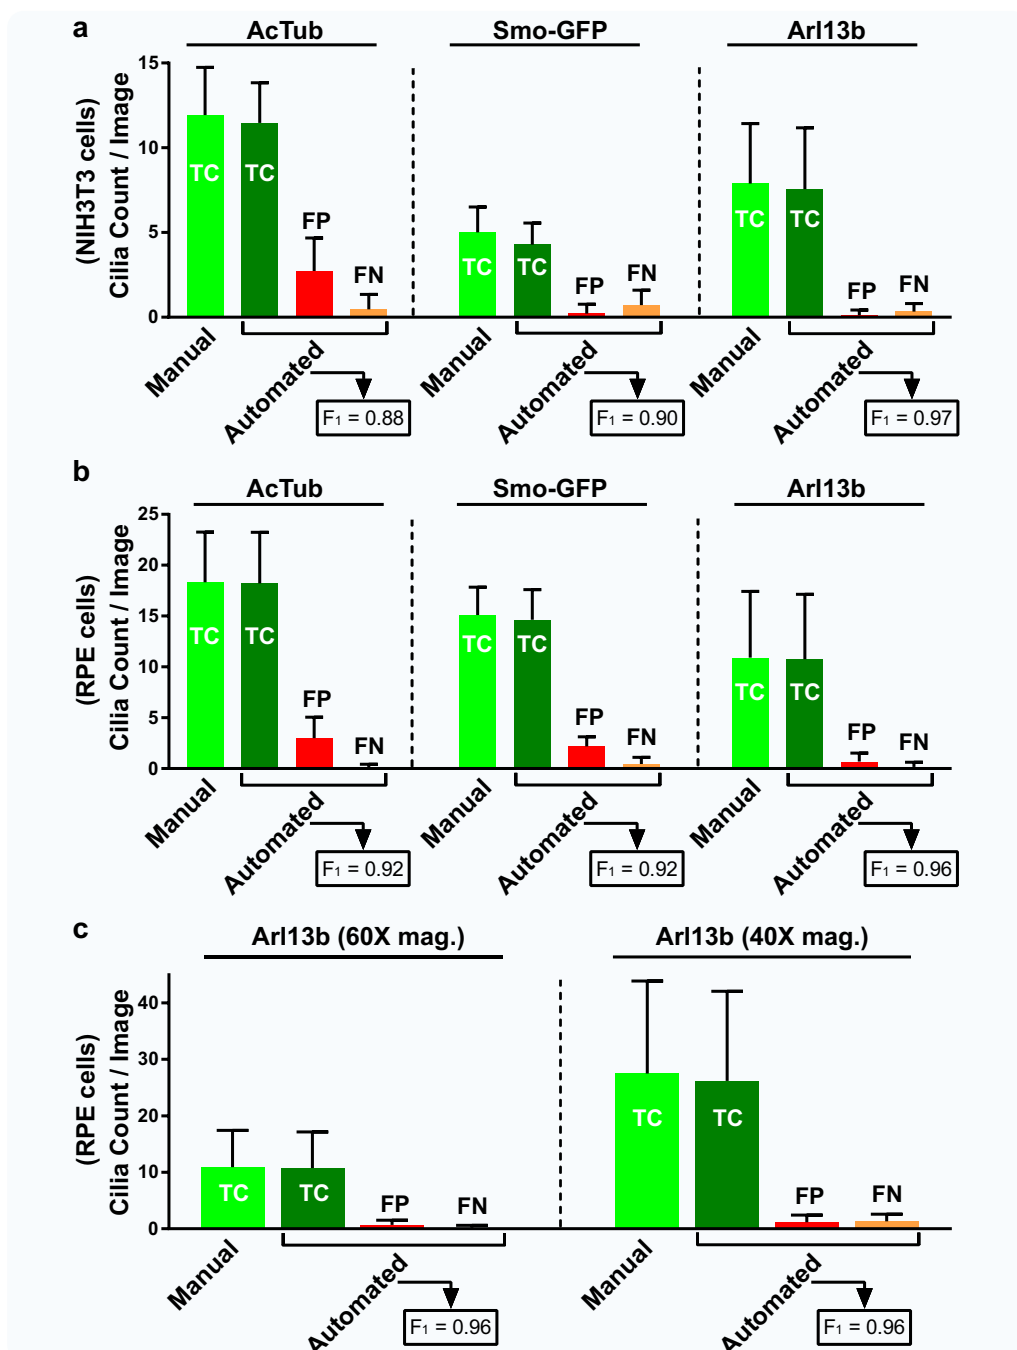 a
AcTub
Smo-GFP
Arl13b
(NIH3T3 cells)
Cilia Count / Image
15
10
5
0
TC
TC
FP
FN
TC
TC
FP
FN
TC
TC
FP
FN
Manual
Automated
Manual
Automated
Manual
Automated
F₁ = 0.88
F₁ = 0.90
F₁ = 0.97
b
AcTub
Smo-GFP
Arl13b
(RPE cells)
Cilia Count / Image
25
20
15
10
5
0
TC
TC
FP
FN
TC
TC
FP
FN
TC
TC
FP
FN
Manual
Automated
Manual
Automated
Manual
Automated
F₁ = 0.92
F₁ = 0.92
F₁ = 0.96
c
Arl13b (60X mag.)
Arl13b (40X mag.)
(RPE cells)
Cilia Count / Image
40
30
20
10
0
TC
TC
FP
FN
TC
TC
FP
FN
Manual
Automated
Manual
Automated
F₁ = 0.96
F₁ = 0.96